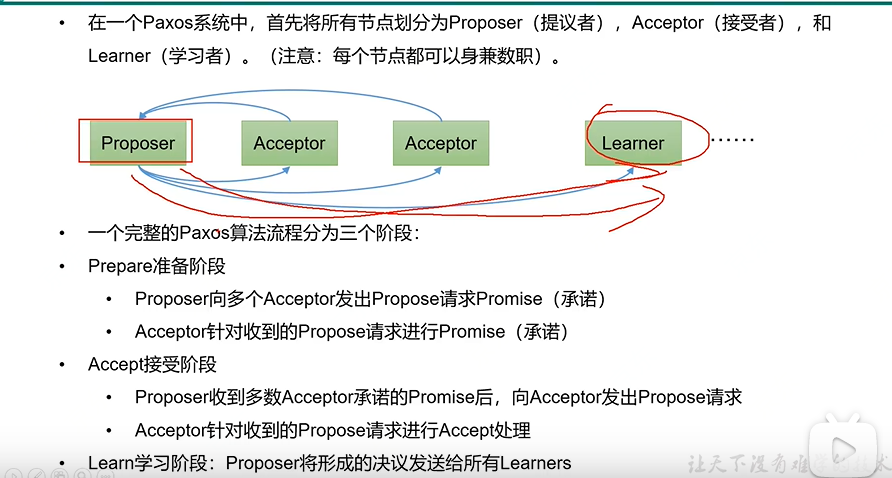 • 在一个Paxos系统中，首先将所有节点划分为Proposer（提议者），Acceptor（接受者），和
Learner（学习者）。（注意：每个节点都可以身兼数职）。
Proposer Acceptor Acceptor Learner ······
• 一个完整的Paxos算法流程分为三个阶段：
• Prepare准备阶段
• Proposer向多个Acceptor发出Propose请求Promise（承诺）
• Acceptor针对收到的Propose请求进行Promise（承诺）
• Accept接受阶段
• Proposer收到多数Acceptor承诺的Promise后，向Acceptor发出Propose请求
• Acceptor针对收到的Propose请求进行Accept处理
• Learn学习阶段：Proposer将形成的决议发送给所有Learners
让天下没有难学的技术